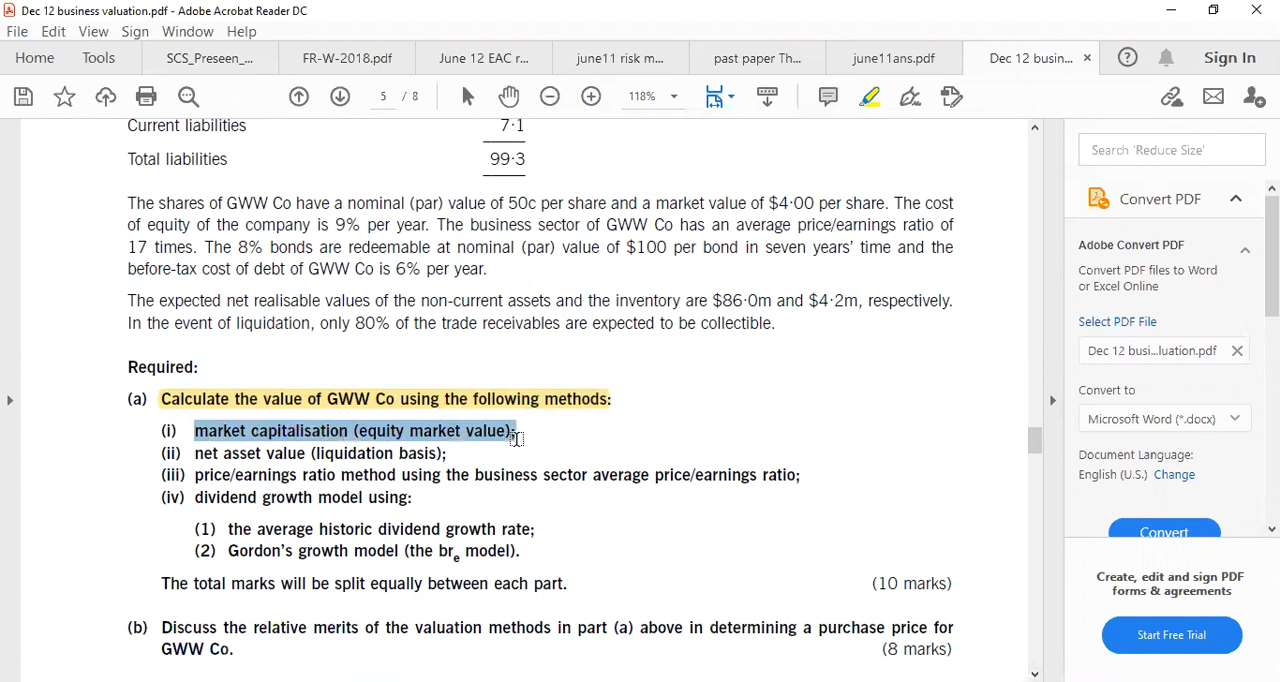 Dec 12 business valuation.pdf - Adobe Acrobat Reader DC
File Edit View Sign Window Help
Home Tools SCS_Preseen_... FR-W-2018.pdf June 12 EAC r... june11 risk m... past paper Th... june11ans.pdf Dec 12 busin... × Sign In
5 / 8 118%
Current liabilities 7·1
Total liabilities 99·3
The shares of GWW Co have a nominal (par) value of 50c per share and a market value of $4·00 per share. The cost
of equity of the company is 9% per year. The business sector of GWW Co has an average price/earnings ratio of
17 times. The 8% bonds are redeemable at nominal (par) value of $100 per bond in seven years’ time and the
before-tax cost of debt of GWW Co is 6% per year.
The expected net realisable values of the non-current assets and the inventory are $86·0m and $4·2m, respectively.
In the event of liquidation, only 80% of the trade receivables are expected to be collectible.
Required:
(a) Calculate the value of GWW Co using the following methods:
(i) market capitalisation (equity market value);
(ii) net asset value (liquidation basis);
(iii) price/earnings ratio method using the business sector average price/earnings ratio;
(iv) dividend growth model using:
(1) the average historic dividend growth rate;
(2) Gordon’s growth model (the bre model).
The total marks will be split equally between each part. (10 marks)
(b) Discuss the relative merits of the valuation methods in part (a) above in determining a purchase price for
GWW Co. (8 marks)
Search 'Reduce Size'
Convert PDF
Adobe Convert PDF
Convert PDF files to Word
or Excel Online
Select PDF File
Dec 12 busi...luation.pdf
Convert to
Microsoft Word (*.docx)
Document Language:
English (U.S.) Change
Convert
Create, edit and sign PDF
forms & agreements
Start Free Trial